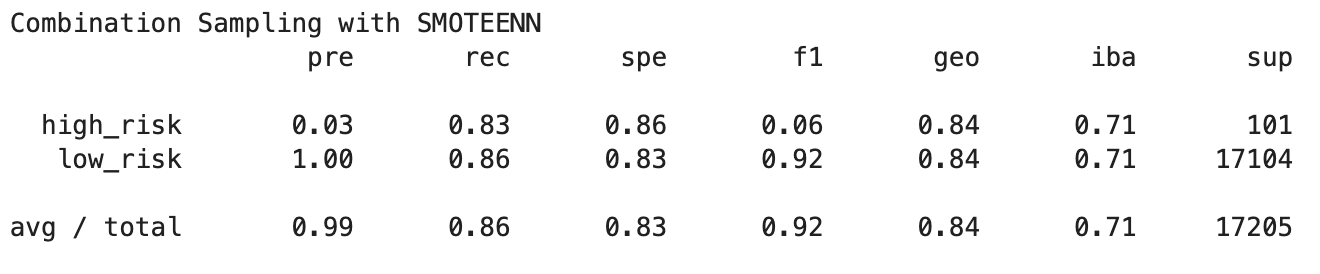 Combination Sampling with SMOTEENN
pre rec spe f1 geo iba sup
high_risk 0.03 0.83 0.86 0.06 0.84 0.71 101
low_risk 1.00 0.86 0.83 0.92 0.84 0.71 17104
avg / total 0.99 0.86 0.83 0.92 0.84 0.71 17205